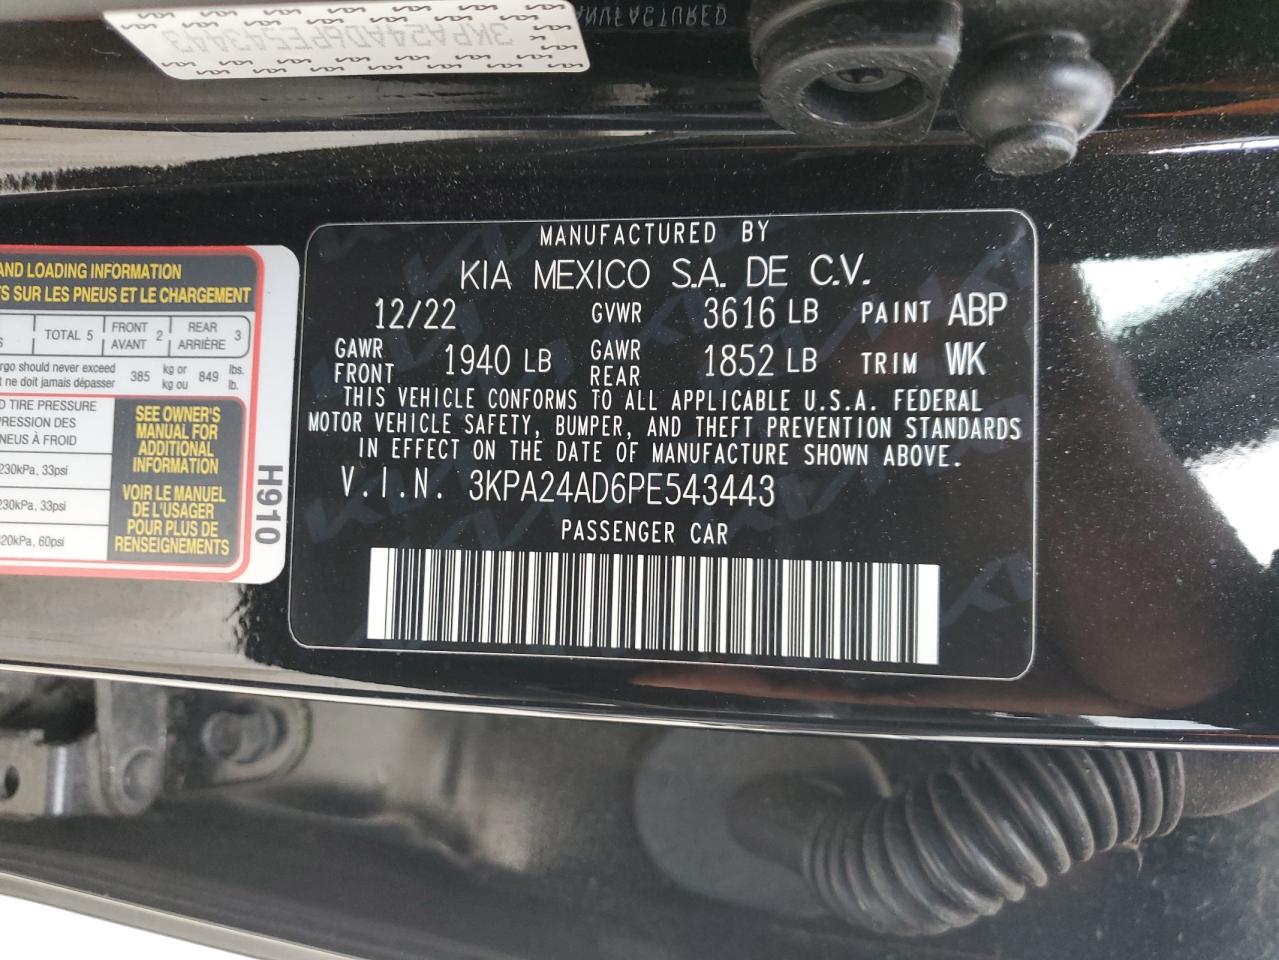 3KPA24AD6PE543443
MANUFACTURED
AND LOADING INFORMATION
S SUR LES PNEUS ET LE CHARGEMENT
TOTAL 5 FRONT AVANT 2 REAR ARRIÈRE 3
should never exceed
ne doit jamais dépasser 385 kg or kg ou 849 lbs. lb.
TIRE PRESSURE
PRESSION DES
PNEUS À FROID
230kPa, 33psi
230kPa, 33psi
420kPa, 60psi
SEE OWNER'S
MANUAL FOR
ADDITIONAL
INFORMATION
VOIR LE MANUEL
DE L'USAGER
POUR PLUS DE
RENSEIGNEMENTS
H910
MANUFACTURED BY
KIA MEXICO S.A. DE C.V.
12/22 GVWR 3616 LB PAINT ABP
GAWR FRONT 1940 LB GAWR REAR 1852 LB TRIM WK
THIS VEHICLE CONFORMS TO ALL APPLICABLE U.S.A. FEDERAL
MOTOR VEHICLE SAFETY, BUMPER, AND THEFT PREVENTION STANDARDS
IN EFFECT ON THE DATE OF MANUFACTURE SHOWN ABOVE.
V.I.N. 3KPA24AD6PE543443
PASSENGER CAR